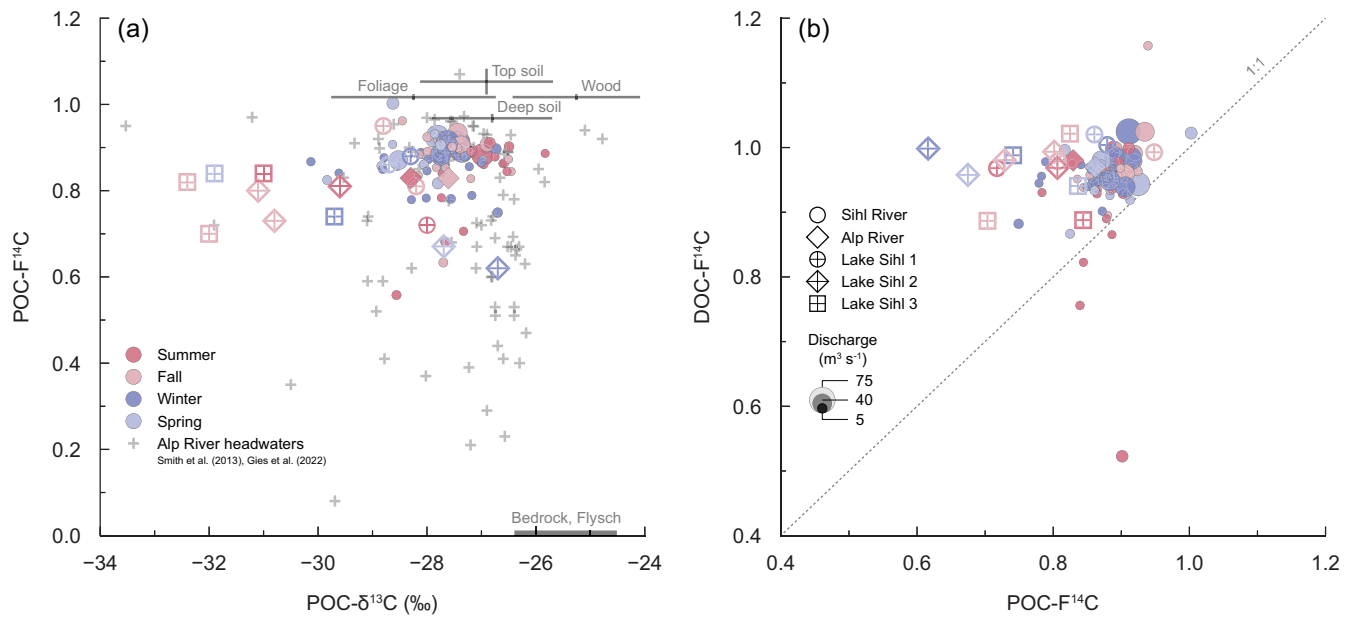 (a)
POC-F¹⁴C
1.2
1.0
0.8
0.6
0.4
0.2
0.0
Top soil
Foliage
Wood
Deep soil
Summer
Fall
Winter
Spring
Alp River headwaters
Smith et al. (2013), Gies et al. (2022)
Bedrock, Flysch
−34
−32
−30
−28
−26
−24
POC-δ¹³C (‰)
(b)
DOC-F¹⁴C
1.2
1.0
0.8
0.6
0.4
1:1
Sihl River
Alp River
Lake Sihl 1
Lake Sihl 2
Lake Sihl 3
Discharge
(m³ s⁻¹)
75
40
5
0.4
0.6
0.8
1.0
1.2
POC-F¹⁴C